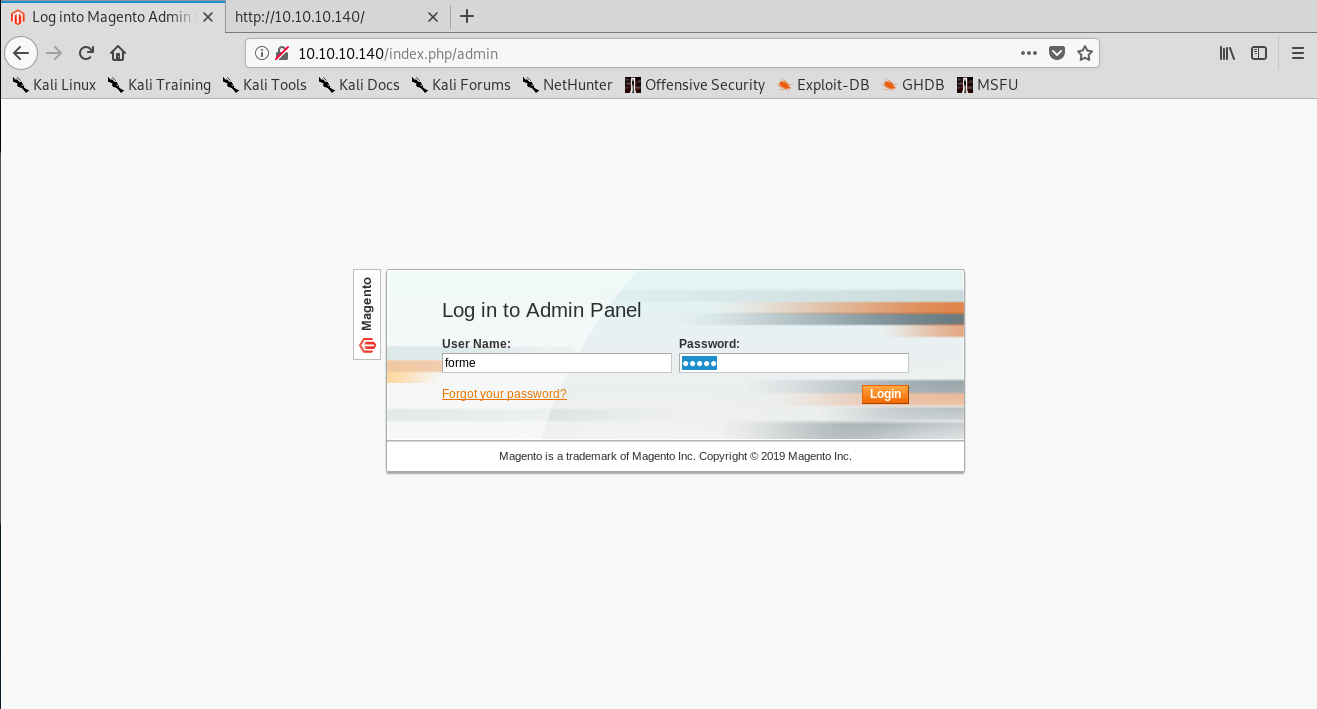 Log into Magento Admin
http://10.10.10.140/
10.10.10.140/index.php/admin
Kali Linux Kali Training Kali Tools Kali Docs Kali Forums NetHunter Offensive Security Exploit-DB GHDB MSFU
Magento
Log in to Admin Panel
User Name: Password:
forme •••••
Forgot your password? Login
Magento is a trademark of Magento Inc. Copyright © 2019 Magento Inc.